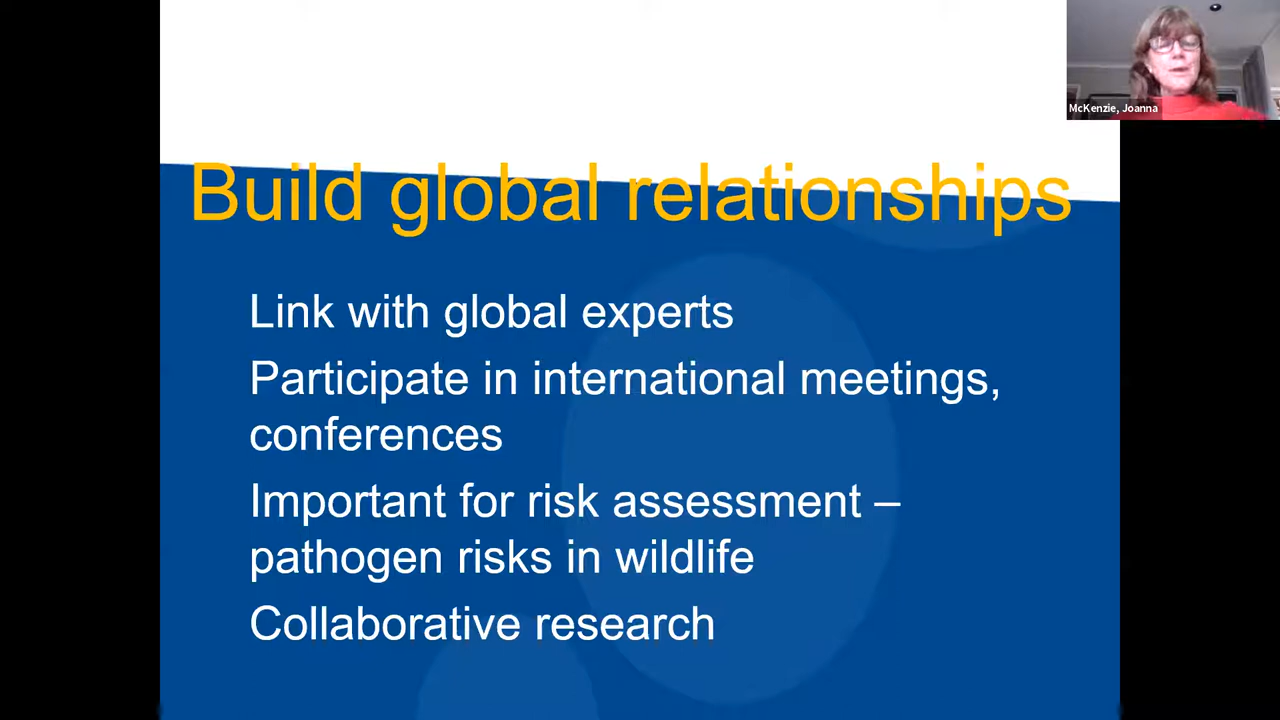 McKenzie, Joanna
Build global relationships
Link with global experts
Participate in international meetings,
conferences
Important for risk assessment –
pathogen risks in wildlife
Collaborative research